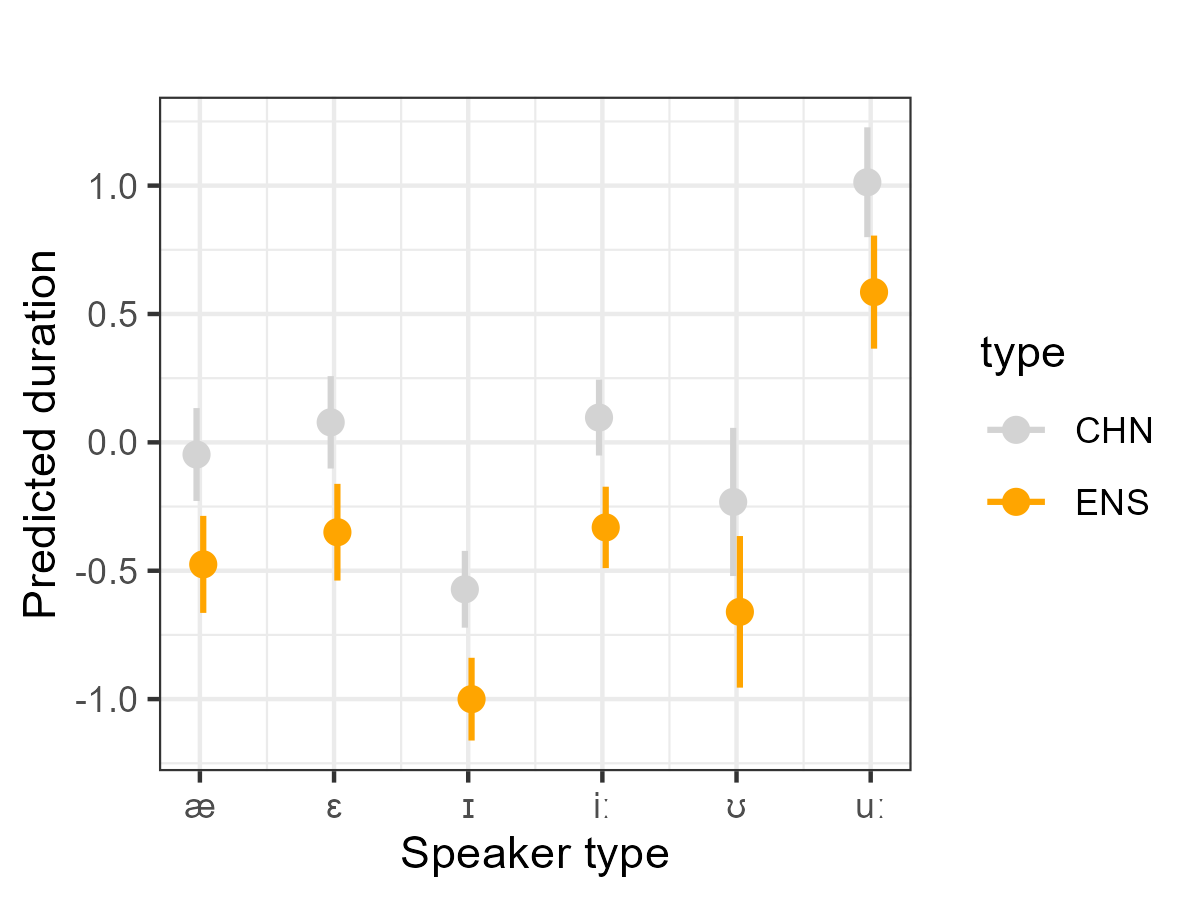 Predicted duration
1.0
0.5
0.0
-0.5
-1.0
æ ɛ ɪ iː ʊ uː
Speaker type
type
CHN
ENS